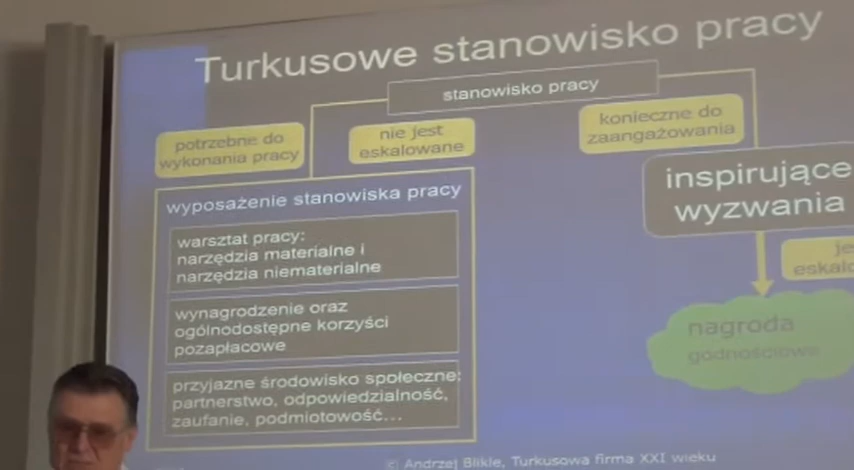 Turkusowe stanowisko pracy
stanowisko pracy
potrzebne do
wykonania pracy
nie jest
eskalowane
konieczne do
zaangażowania
wyposażenie stanowiska pracy
warsztat pracy:
narzędzia materialne i
narzędzia niematerialne
wynagrodzenie oraz
ogólnodostępne korzyści
pozapłacowe
przyjazne środowisko społeczne:
partnerstwo, odpowiedzialność,
zaufanie, podmiotowość...
inspirujące
wyzwania
nagroda
godnościowa
© Andrzej Blikle, Turkusowa firma XXI wieku